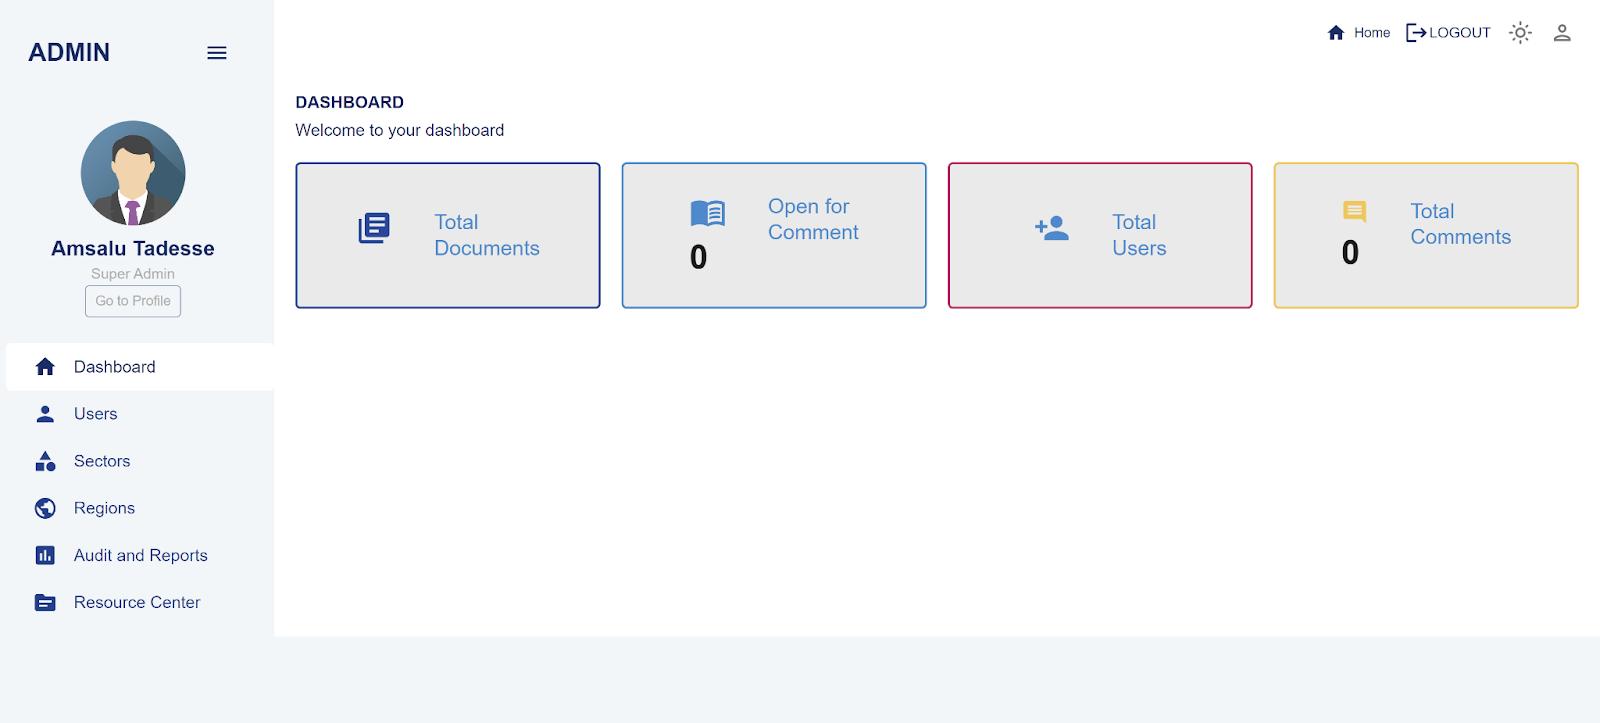 ADMIN
Home
LOGOUT
Amsalu Tadesse
Super Admin
Go to Profile
Dashboard
Users
Sectors
Regions
Audit and Reports
Resource Center
DASHBOARD
Welcome to your dashboard
Total
Documents
Open for
Comment
0
Total
Users
Total
Comments
0